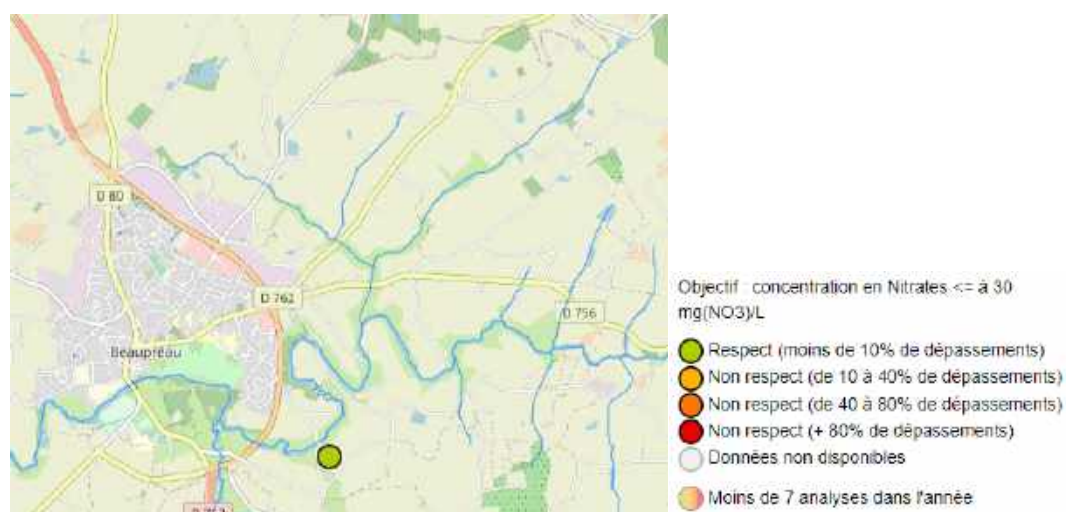 D 80
D 762
D 756
Beaupréau
Objectif : concentration en Nitrates <= à 30
mg(NO3)/L
Respect (moins de 10% de dépassements)
Non respect (de 10 à 40% de dépassements)
Non respect (de 40 à 80% de dépassements)
Non respect (+ 80% de dépassements)
Données non disponibles
Moins de 7 analyses dans l'année